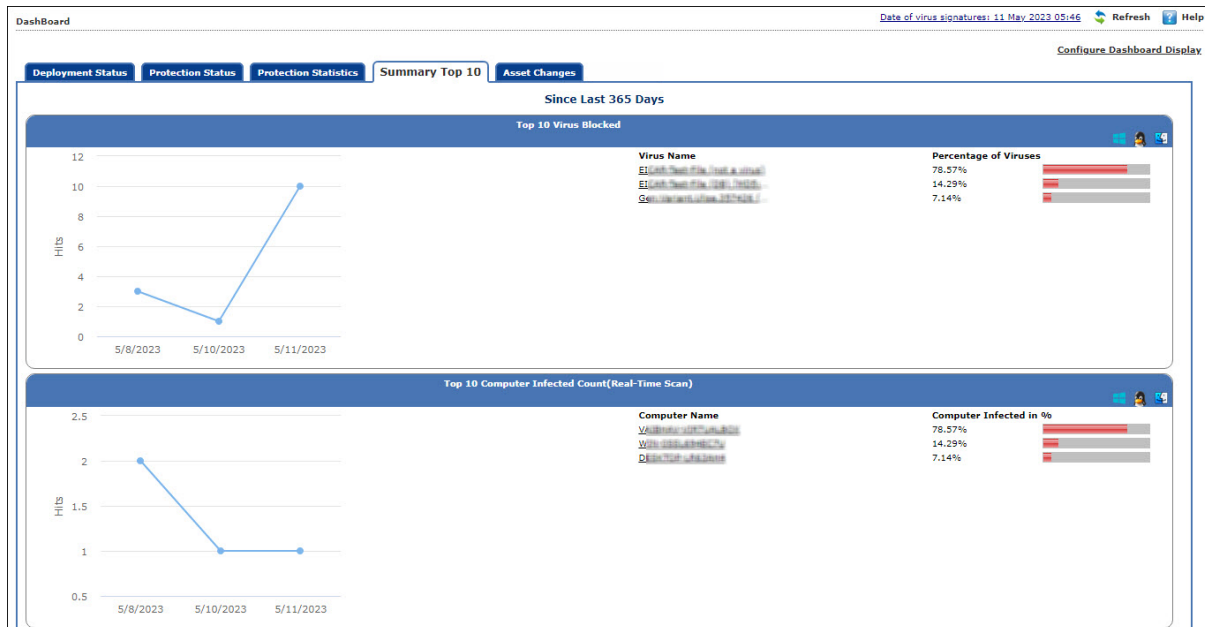 DashBoard
Date of virus signatures: 11 May 2023 05:46 Refresh Help
Configure Dashboard Display
Deployment Status Protection Status Protection Statistics Summary Top 10 Asset Changes
Since Last 365 Days
Top 10 Virus Blocked
Virus Name Percentage of Viruses
78.57%
14.29%
7.14%
12
10
8
6
4
2
0
Hits
5/8/2023 5/10/2023 5/11/2023
Top 10 Computer Infected Count(Real-Time Scan)
Computer Name Computer Infected in %
78.57%
14.29%
7.14%
2.5
2
1.5
1
0.5
Hits
5/8/2023 5/10/2023 5/11/2023